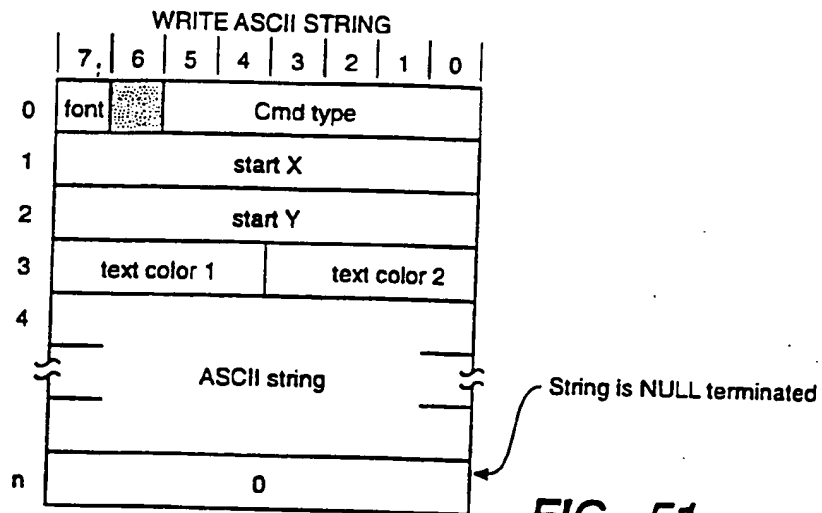 WRITE ASCII STRING
7 6 5 4 3 2 1 0
0 font Cmd type
1 start X
2 start Y
3 text color 1 text color 2
4
ASCII string
String is NULL terminated
n 0